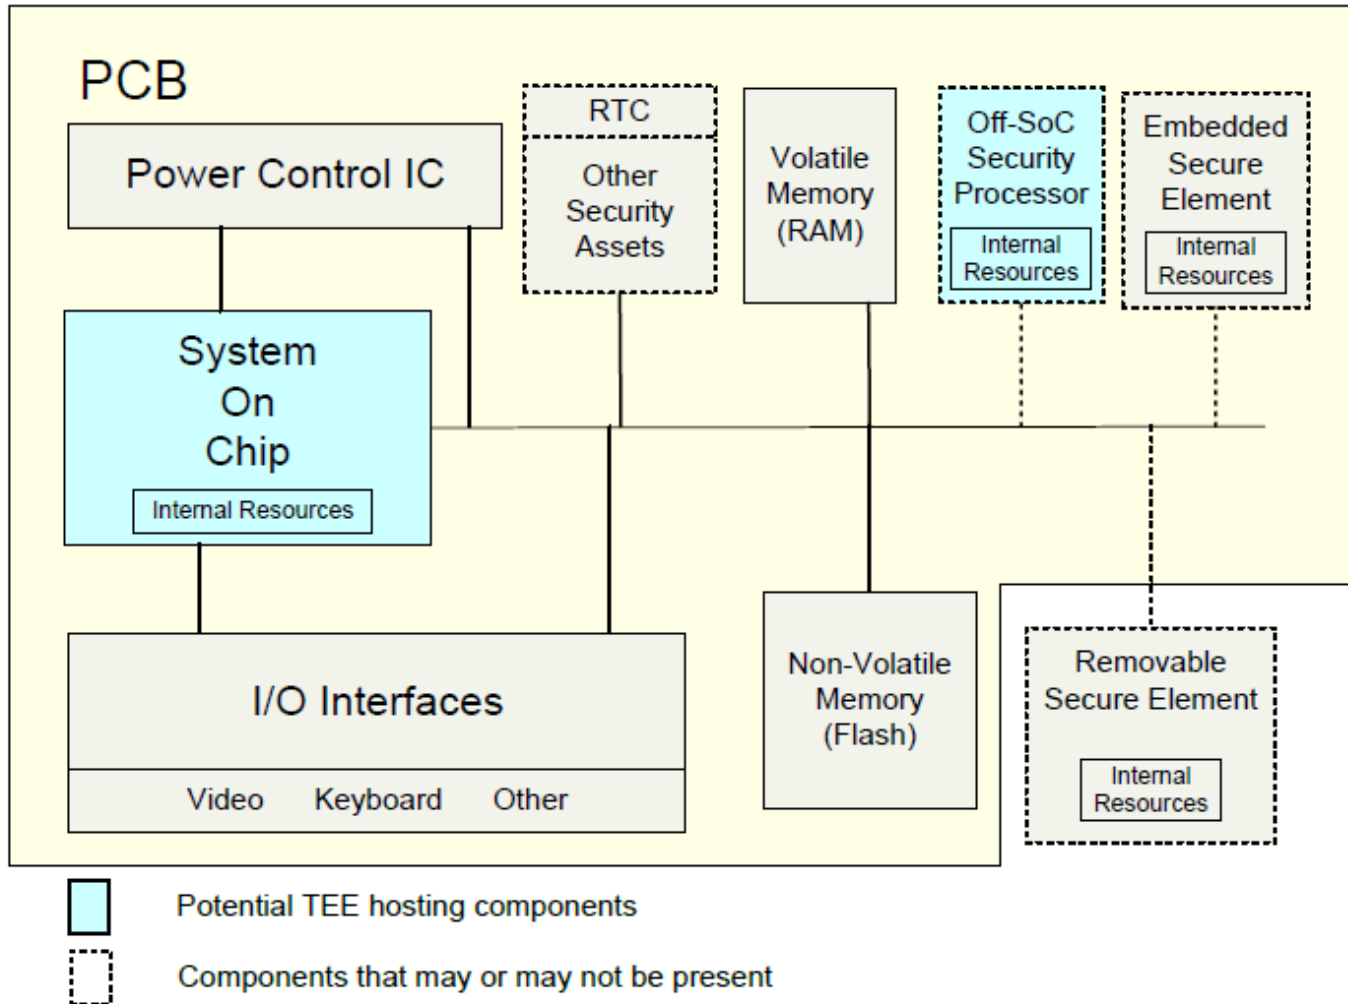 PCB
Power Control IC
RTC
Other
Security
Assets
Volatile
Memory
(RAM)
Off-SoC
Security
Processor
Internal
Resources
Embedded
Secure
Element
Internal
Resources
System
On
Chip
Internal Resources
I/O Interfaces
Video Keyboard Other
Non-Volatile
Memory
(Flash)
Removable
Secure Element
Internal
Resources
Potential TEE hosting components
Components that may or may not be present